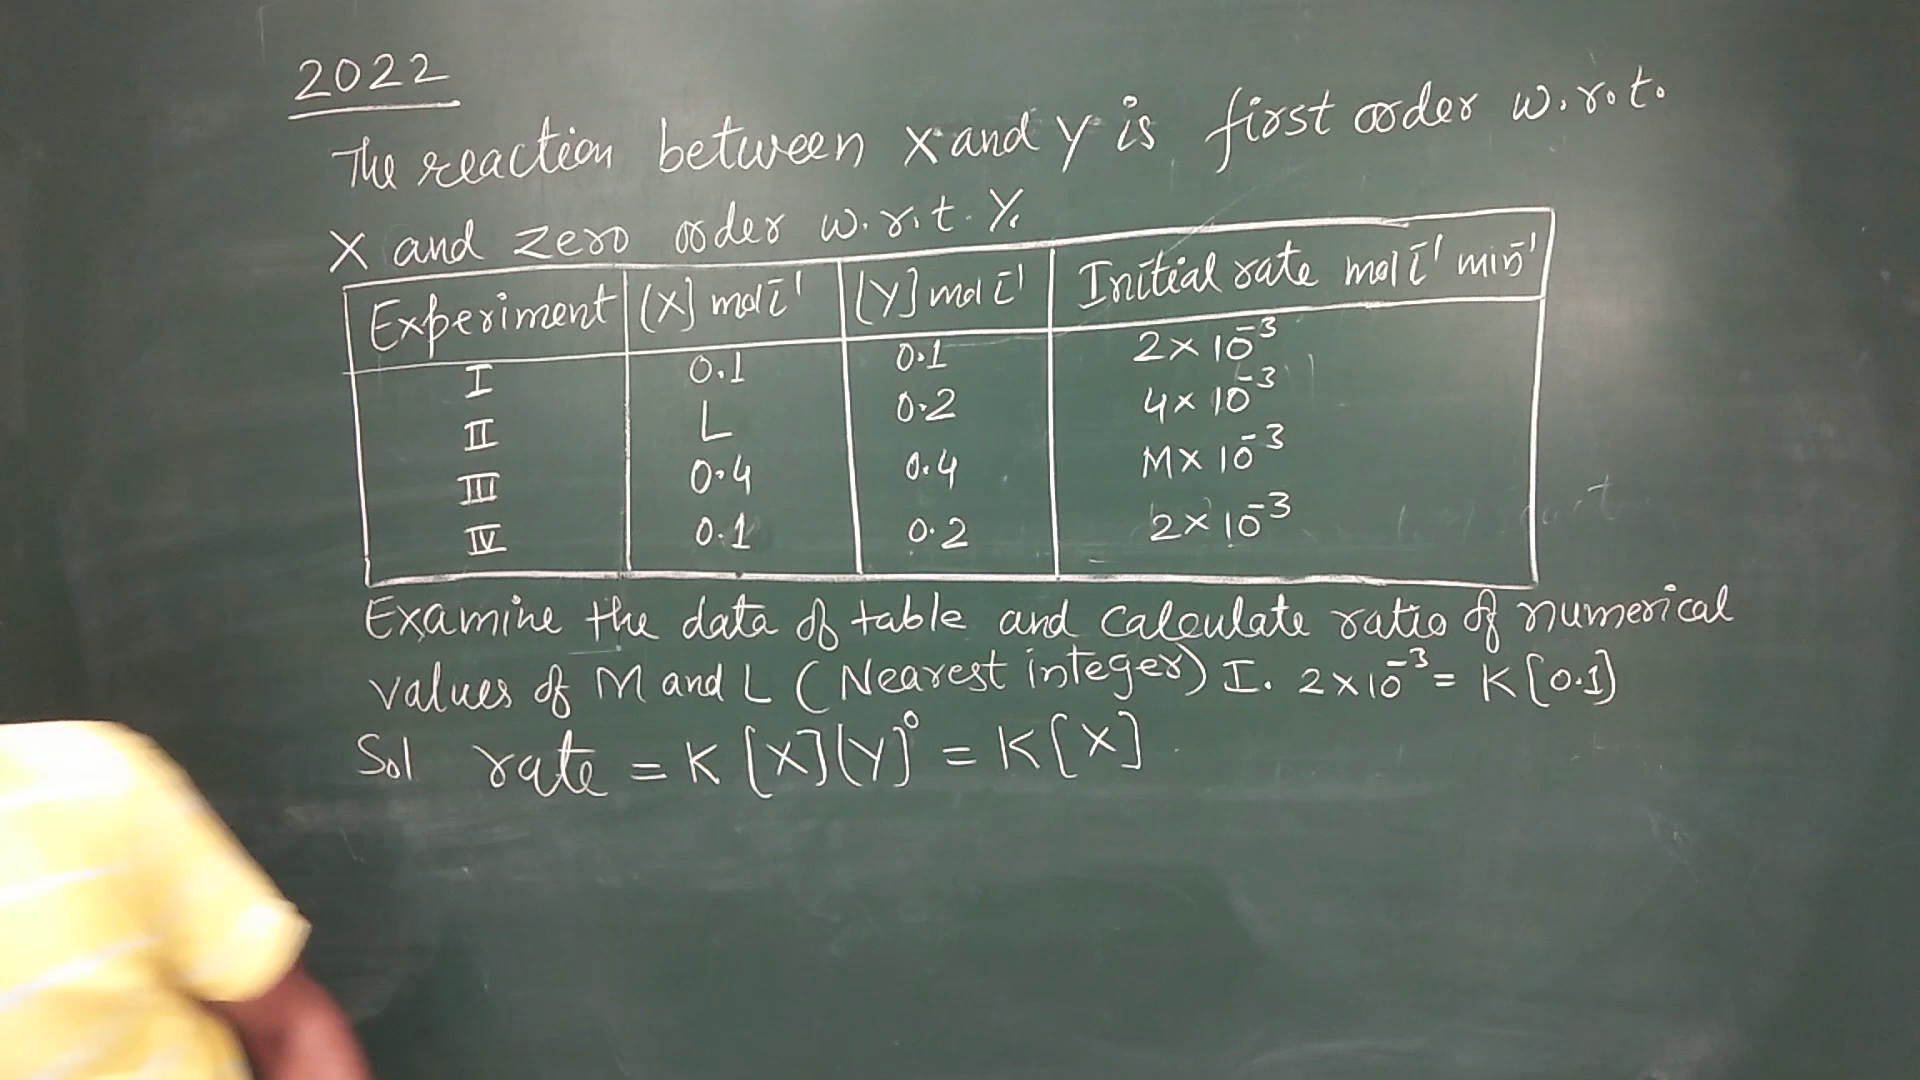 2022
The reaction between X and Y is first order w.r.t.
X and zero order w.r.t. Y.
Experiment [X] mol L⁻¹ [Y] mol L⁻¹ Initial rate mol L⁻¹ min⁻¹
I 0.1 0.1 2×10⁻³
II L 0.2 4×10⁻³
III 0.4 0.4 M×10⁻³
IV 0.1 0.2 2×10⁻³
Examine the data of table and calculate ratio of numerical
values of M and L (Nearest integer) I. 2×10⁻³ = K[0.1]
Sol rate = K[X][Y]⁰ = K[X]